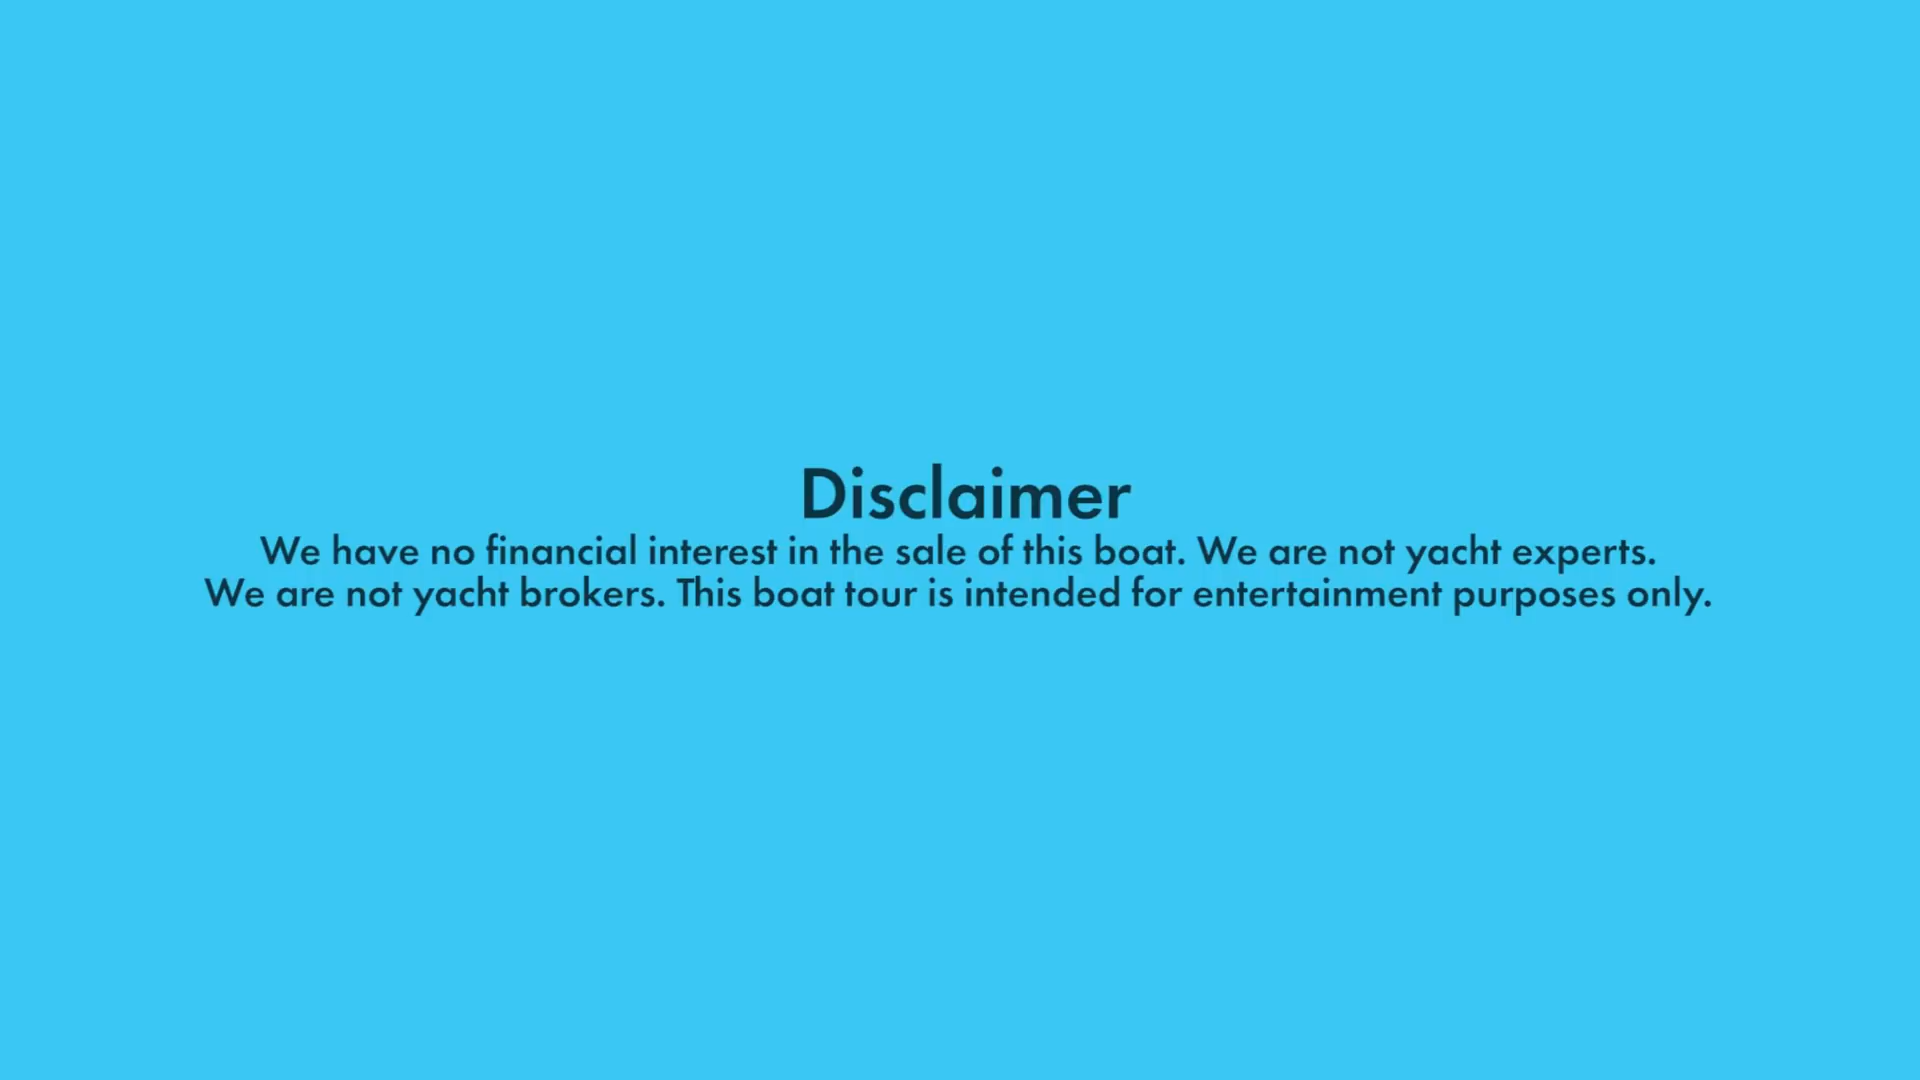 Disclaimer
We have no financial interest in the sale of this boat. We are not yacht experts.
We are not yacht brokers. This boat tour is intended for entertainment purposes only.